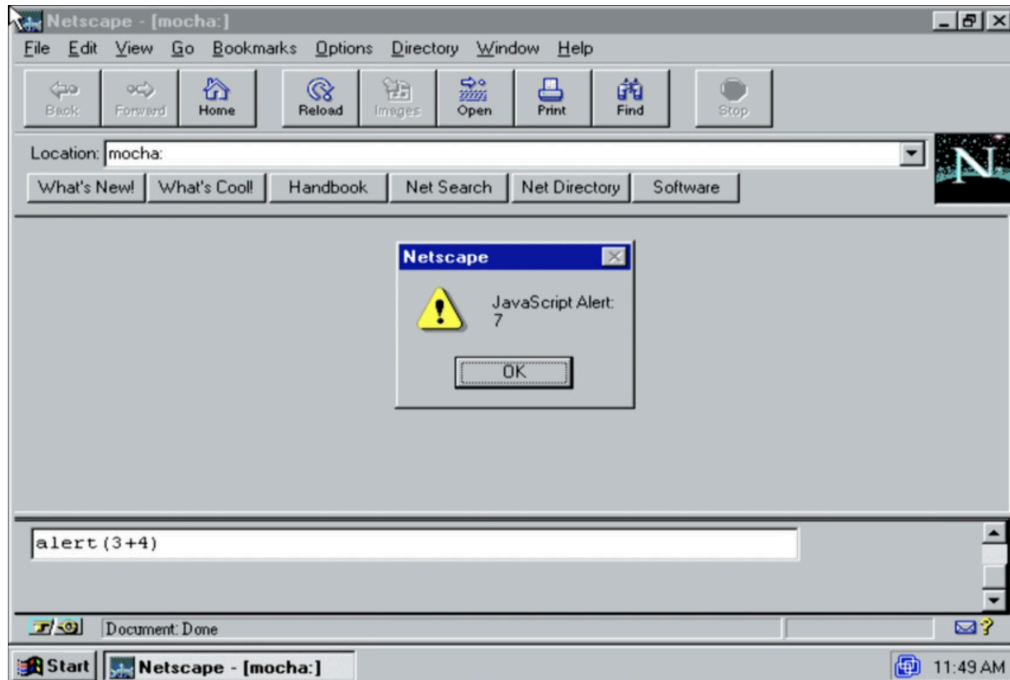 Netscape - [mocha:]
File Edit View Go Bookmarks Options Directory Window Help
Back Forward Home Reload Images Open Print Find Stop
Location: mocha:
N
What's New! What's Cool! Handbook Net Search Net Directory Software
Netscape
JavaScript Alert:
7
OK
alert(3+4)
Document: Done
Start Netscape - [mocha:] 11:49 AM